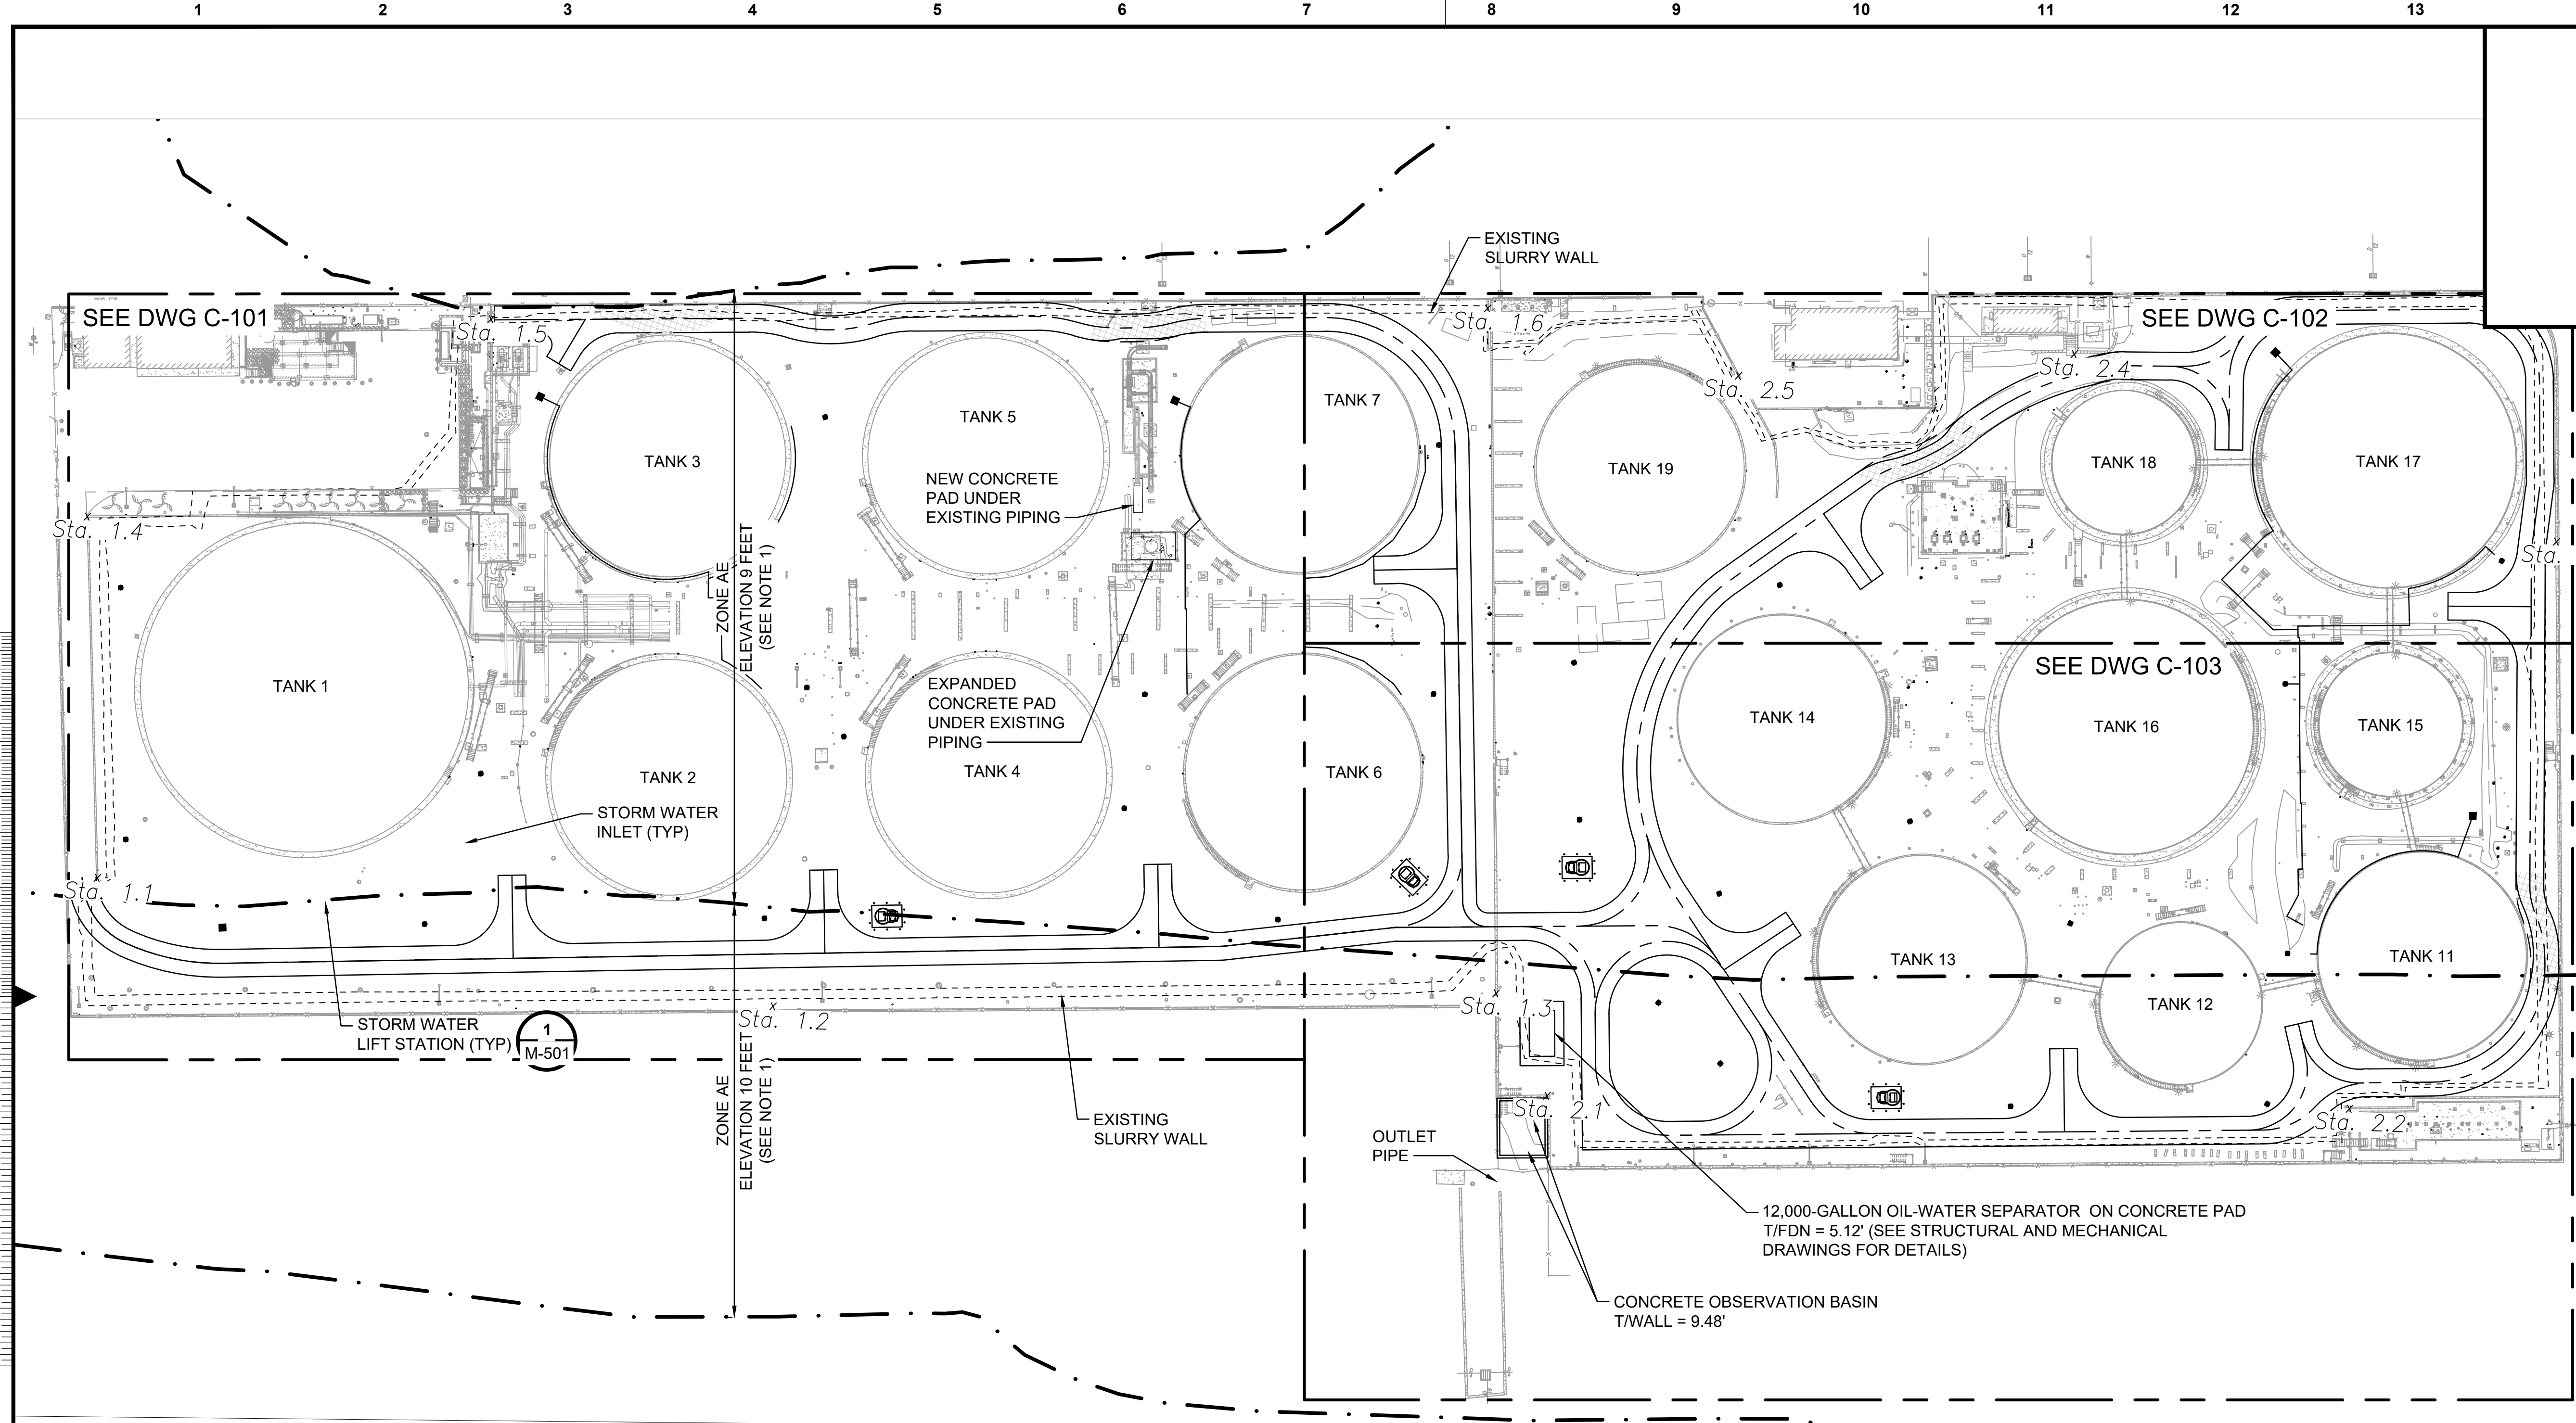 1 2 3 4 5 6 7 8 9 10 11 12 13
EXISTING
SLURRY WALL
SEE DWG C-101
SEE DWG C-102
Sta. 1.5
Sta. 1.6
Sta. 2.4
Sta. 2.5
TANK 7
TANK 5
TANK 3
TANK 19
TANK 18
TANK 17
NEW CONCRETE
PAD UNDER
EXISTING PIPING
Sta. 1.4
Sta.
ZONE AE
ELEVATION 9 FEET
(SEE NOTE 1)
SEE DWG C-103
TANK 1
EXPANDED
CONCRETE PAD
UNDER EXISTING
PIPING
TANK 14
TANK 16
TANK 15
TANK 2
TANK 4
TANK 6
STORM WATER
INLET (TYP)
Sta. 1.1
TANK 13
TANK 11
TANK 12
Sta. 1.2
Sta. 1.3
STORM WATER
LIFT STATION (TYP)
1
M-501
ZONE AE
ELEVATION 10 FEET
(SEE NOTE 1)
EXISTING
SLURRY WALL
Sta. 2.1
Sta. 2.2
OUTLET
PIPE
12,000-GALLON OIL-WATER SEPARATOR ON CONCRETE PAD
T/FDN = 5.12' (SEE STRUCTURAL AND MECHANICAL
DRAWINGS FOR DETAILS)
CONCRETE OBSERVATION BASIN
T/WALL = 9.48'